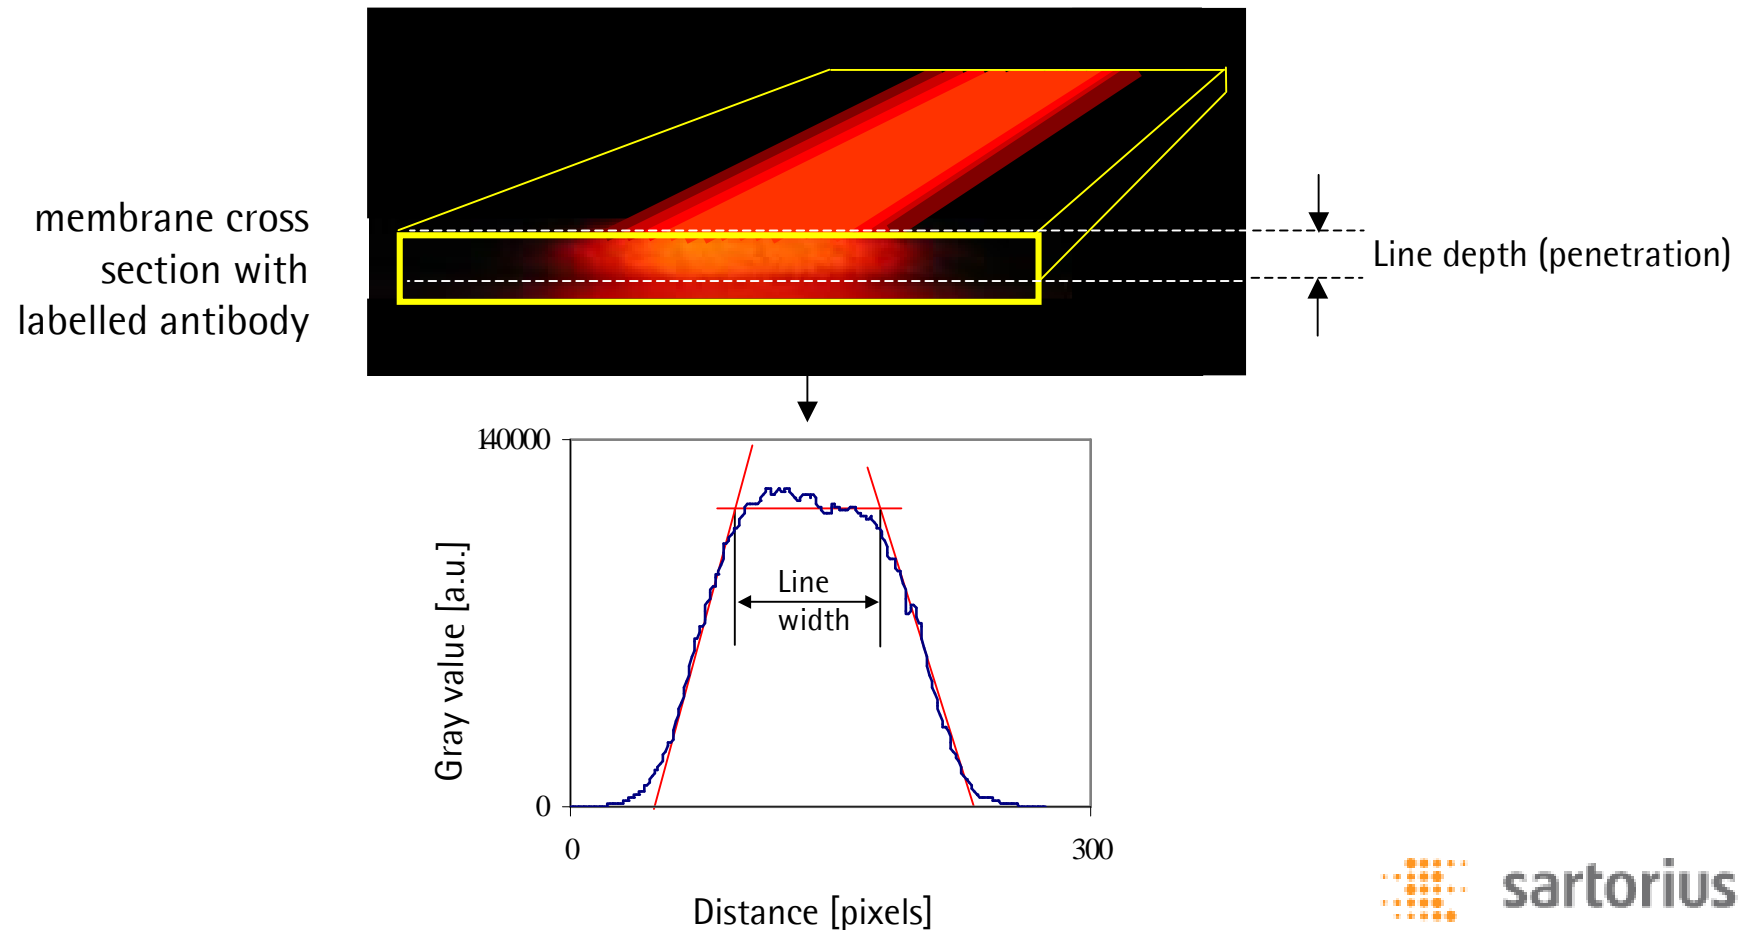 membrane cross
section with
labelled antibody
Line depth (penetration)
140000
Gray value [a.u.]
Line
width
0
0
300
Distance [pixels]
sartorius